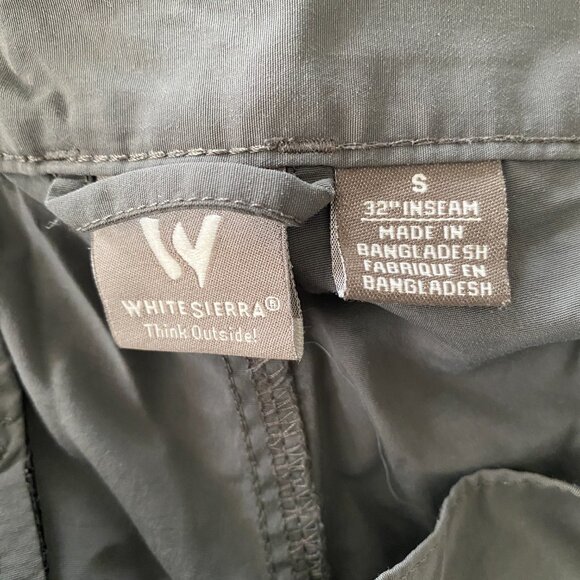 WHITESIERRA®
Think Outside!
S
32" INSEAM
MADE IN
BANGLADESH
FABRIQUE EN
BANGLADESH